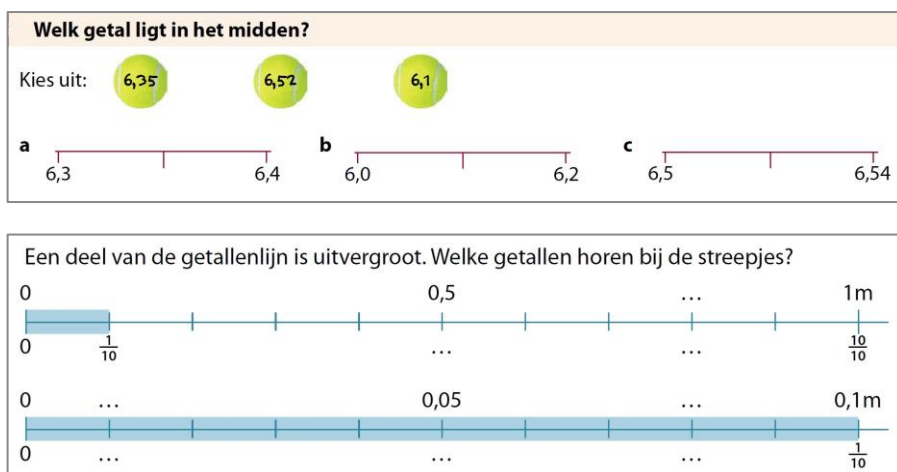 Welk getal ligt in het midden?
Kies uit: 6,35 6,52 6,1
a b c
6,3 6,4 6,0 6,2 6,5 6,54
Een deel van de getallenlijn is uitvergroot. Welke getallen horen bij de streepjes?
0 0,5 ... 1m
0 1/10 ... ... 10/10
0 ... 0,05 ... 0,1m
0 ... ... ... 1/10